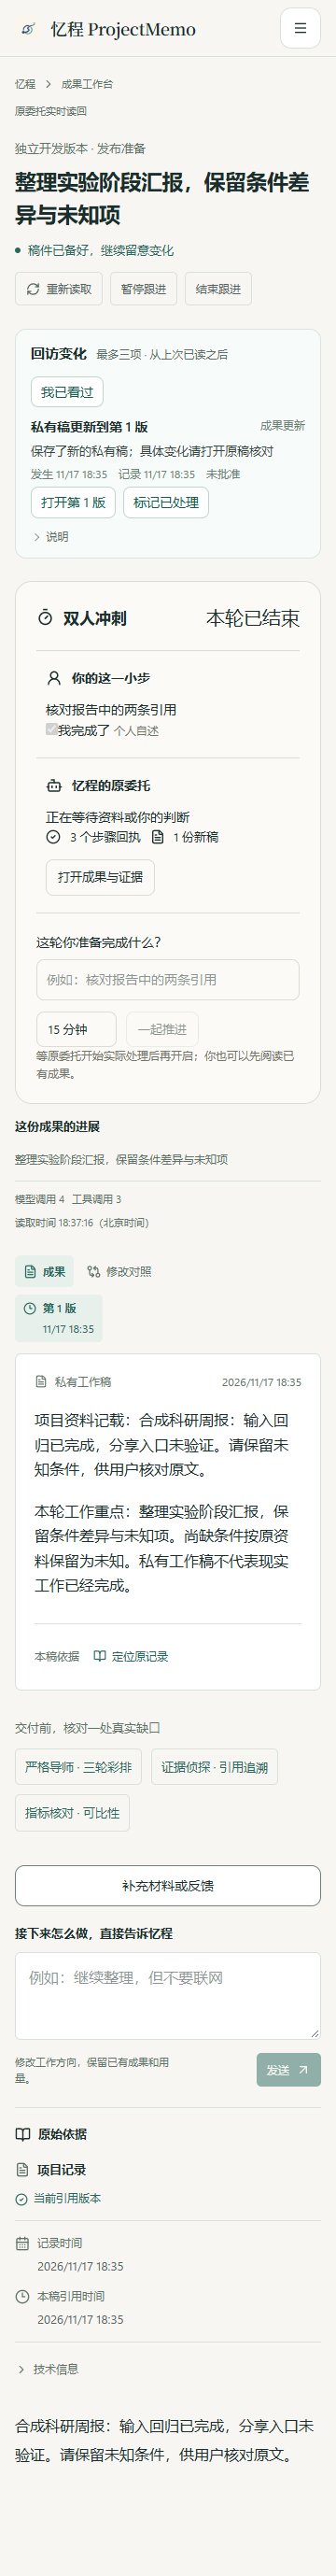 忆程 ProjectMemo
忆程 > 成果工作台
原委托实时读回
独立开发版本 · 发布准备
整理实验阶段汇报，保留条件差
异与未知项
稿件已备好，继续留意变化
重新读取 暂停跟进 结束跟进
回访变化 最多三项 · 从上次已读之后
我已看过
私有稿更新到第 1 版 成果更新
保存了新的私有稿；具体变化请打开原稿核对
发生 11/17 18:35 记录 11/17 18:35 未批准
打开第 1 版 标记已处理
说明
双人冲刺 本轮已结束
你的这一小步
核对报告中的两条引用
我完成了 个人自述
忆程的原委托
正在等待资料或你的判断
3 个步骤回执 1 份新稿
打开成果与证据
这轮你准备完成什么？
例如：核对报告中的两条引用
15 分钟 一起推进
等原委托开始实际处理后再开启；你也可以先阅读已
有成果。
这份成果的进展
整理实验阶段汇报，保留条件差异与未知项
模型调用 4 工具调用 3
读取时间 18:37:16（北京时间）
成果 修改对照
第 1 版
11/17 18:35
私有工作稿 2026/11/17 18:35
项目资料记载：合成科研周报：输入回
归已完成，分享入口未验证。请保留未
知条件，供用户核对原文。
本轮工作重点：整理实验阶段汇报，保
留条件差异与未知项。尚缺条件按原资
料保留为未知。私有工作稿不代表现实
工作已经完成。
本稿依据 定位原记录
交付前，核对一处真实缺口
严格导师 · 三轮彩排 证据侦探 · 引用追溯
指标核对 · 可比性
补充材料或反馈
接下来怎么做，直接告诉忆程
例如：继续整理，但不要联网
修改工作方向，保留已有成果和用
量。
发送
原始依据
项目记录
当前引用版本
记录时间
2026/11/17 18:35
本稿引用时间
2026/11/17 18:35
技术信息
合成科研周报：输入回归已完成，分享入口未
验证。请保留未知条件，供用户核对原文。